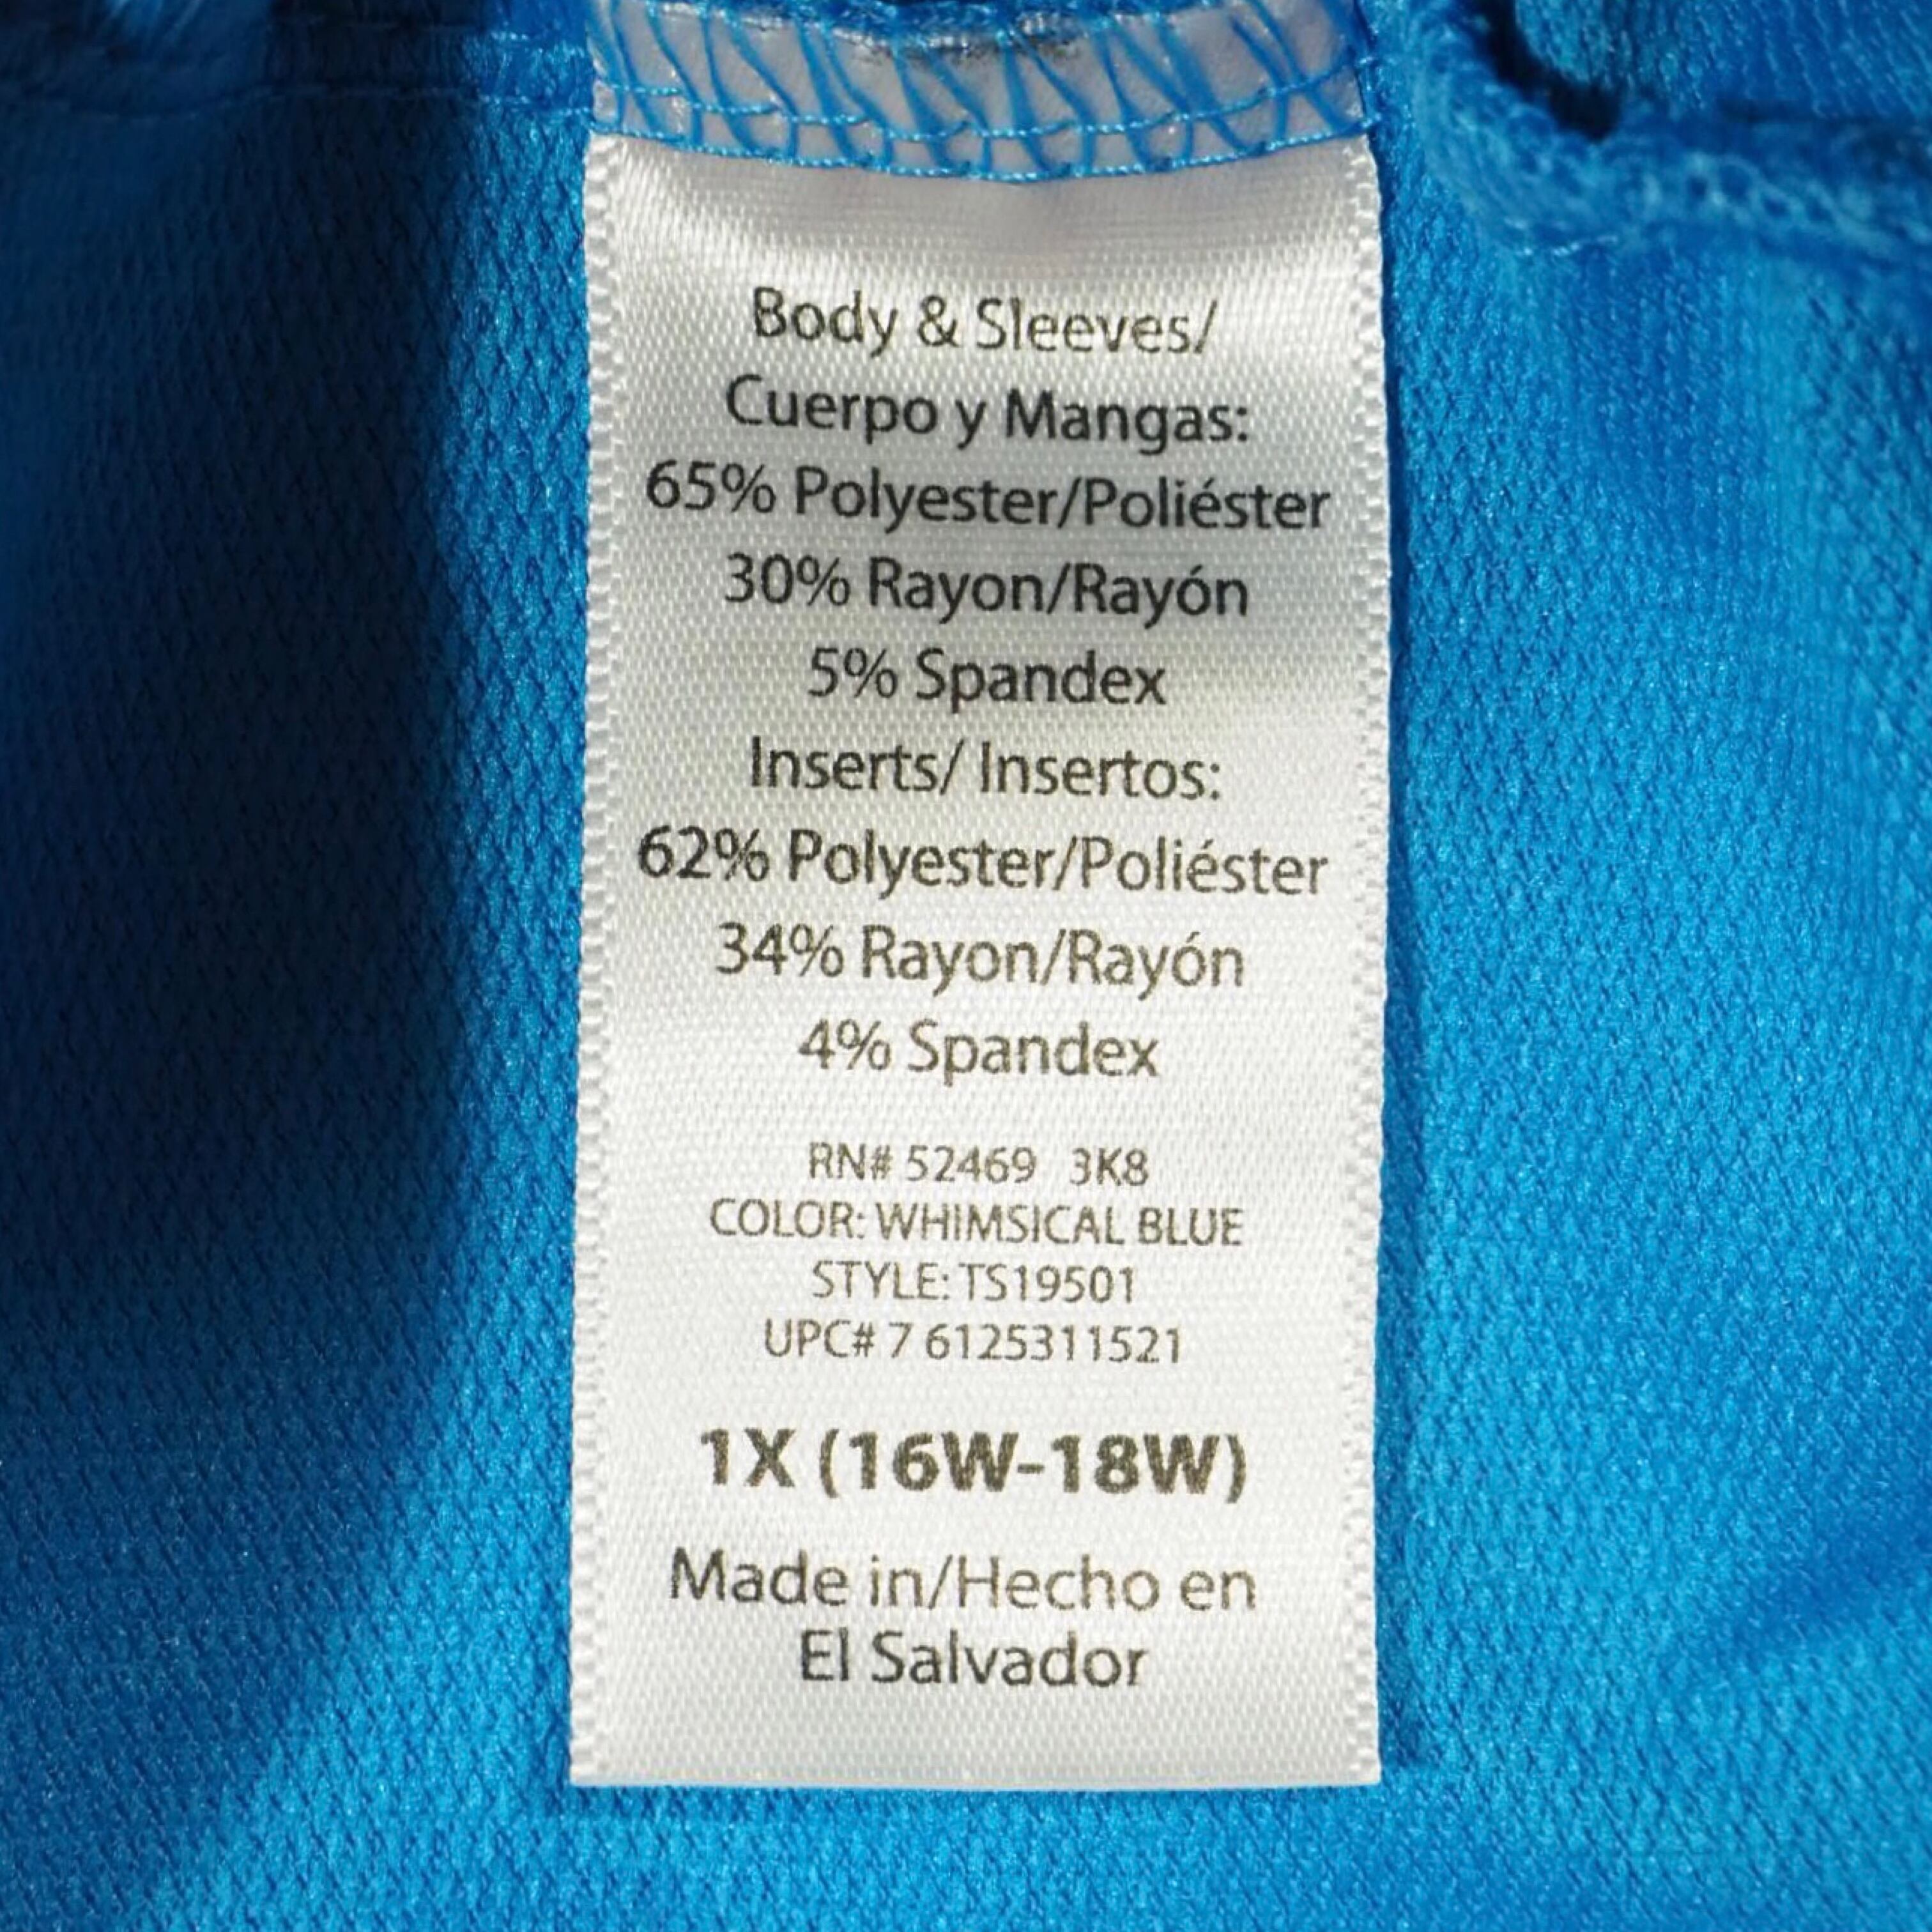 Body & Sleeves/
Cuerpo y Mangas:
65% Polyester/Poliéster
30% Rayon/Rayón
5% Spandex
Inserts/ Insertos:
62% Polyester/Poliéster
34% Rayon/Rayón
4% Spandex
RN# 52469 3K8
COLOR: WHIMSICAL BLUE
STYLE: TS19501
UPC# 7 6125311521
1X (16W-18W)
Made in/Hecho en
El Salvador